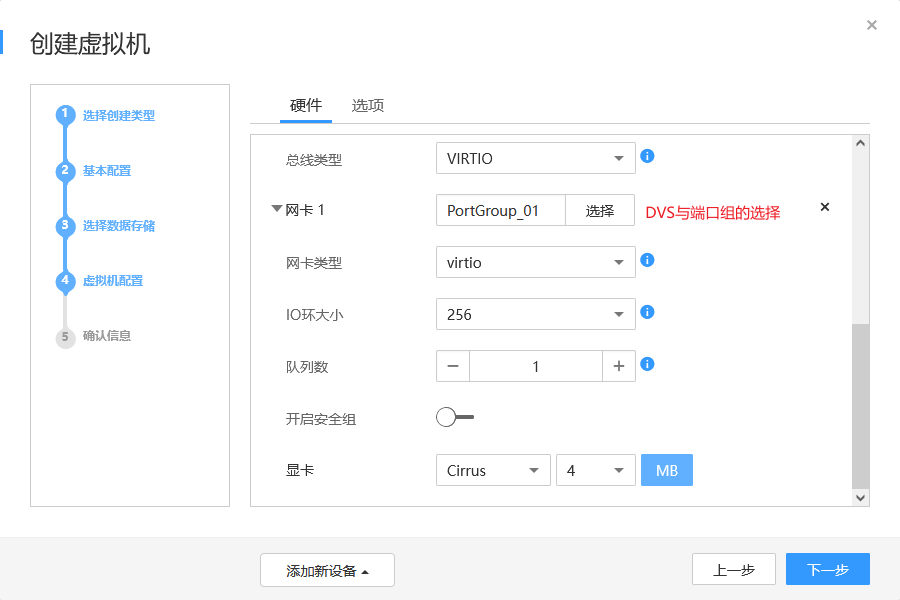 创建虚拟机
1 选择创建类型
2 基本配置
3 选择数据存储
4 虚拟机配置
5 确认信息
硬件 选项
总线类型 VIRTIO
网卡 1 PortGroup_01 选择 DVS与端口组的选择
网卡类型 virtio
IO环大小 256
队列数 1
开启安全组
显卡 Cirrus 4 MB
添加新设备 上一步 下一步